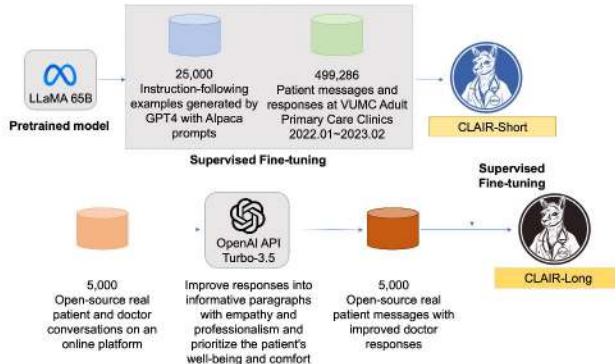 LLaMA 65B
Pretrained model
25,000
Instruction-following
examples generated by
GPT4 with Alpaca
prompts
499,286
Patient messages and
responses at VUMC Adult
Primary Care Clinics
2022.01~2023.02
Supervised Fine-tuning
CLAIR-Short
5,000
Open-source real
patient and doctor
conversations on an
online platform
OpenAI API
Turbo-3.5
Improve responses into
informative paragraphs
with empathy and
professionalism and
prioritize the patient's
well-being and comfort
5,000
Open-source real
patient messages with
improved doctor
responses
Supervised
Fine-tuning
CLAIR-Long